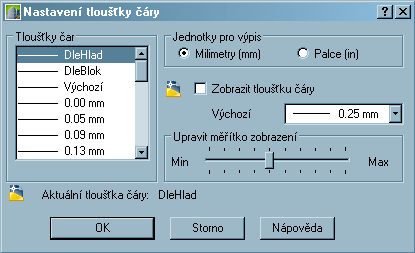 Nastavení tloušťky čáry
Tloušťky čar
DleHlad
DleBlok
Výchozí
0.00 mm
0.05 mm
0.09 mm
0.13 mm
Jednotky pro výpis
Milimetry (mm)
Palce (in)
Zobrazit tloušťku čáry
Výchozí
0.25 mm
Upravit měřítko zobrazení
Min
Max
Aktuální tloušťka čáry: DleHlad
OK
Storno
Nápověda